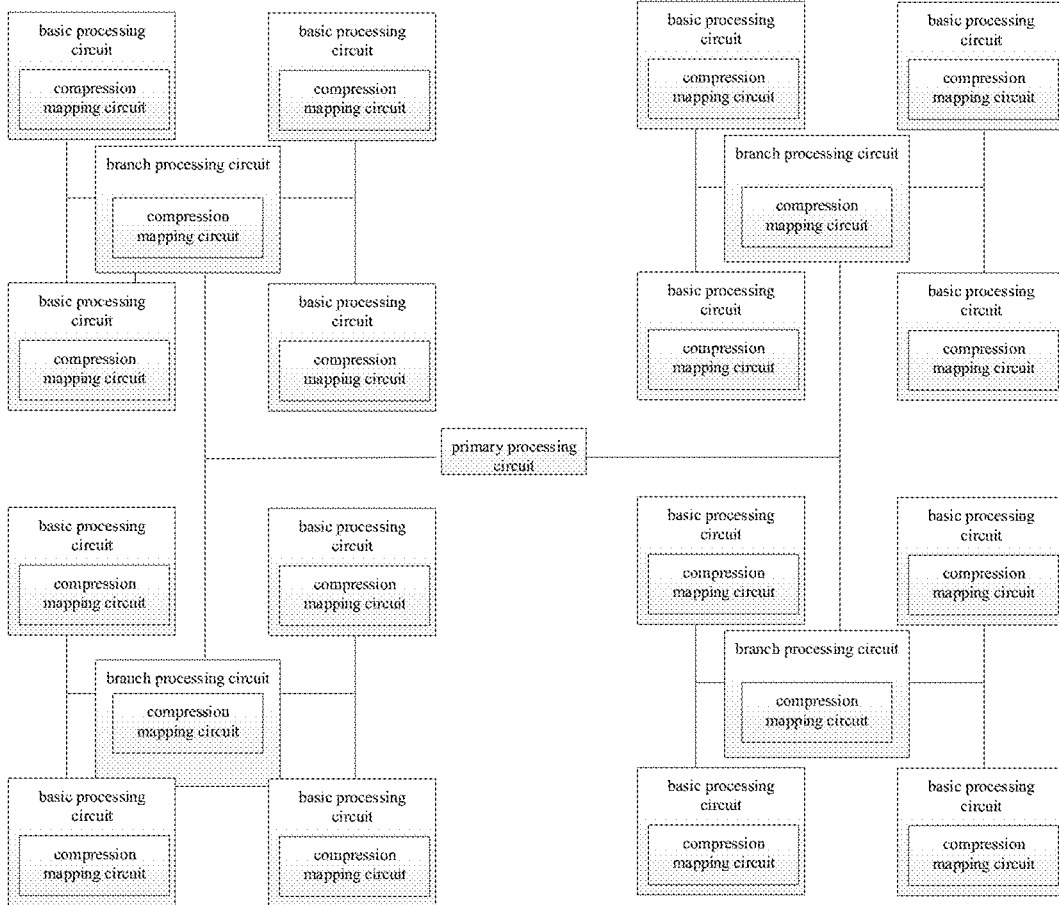 basic processing
circuit
compression
mapping circuit
basic processing
circuit
compression
mapping circuit
basic processing
circuit
compression
mapping circuit
basic processing
circuit
compression
mapping circuit
branch processing circuit
compression
mapping circuit
branch processing circuit
compression
mapping circuit
basic processing
circuit
compression
mapping circuit
basic processing
circuit
compression
mapping circuit
basic processing
circuit
compression
mapping circuit
basic processing
circuit
compression
mapping circuit
primary processing
circuit
basic processing
circuit
compression
mapping circuit
basic processing
circuit
compression
mapping circuit
basic processing
circuit
compression
mapping circuit
basic processing
circuit
compression
mapping circuit
branch processing circuit
compression
mapping circuit
branch processing circuit
compression
mapping circuit
basic processing
circuit
compression
mapping circuit
basic processing
circuit
compression
mapping circuit
basic processing
circuit
compression
mapping circuit
basic processing
circuit
compression
mapping circuit